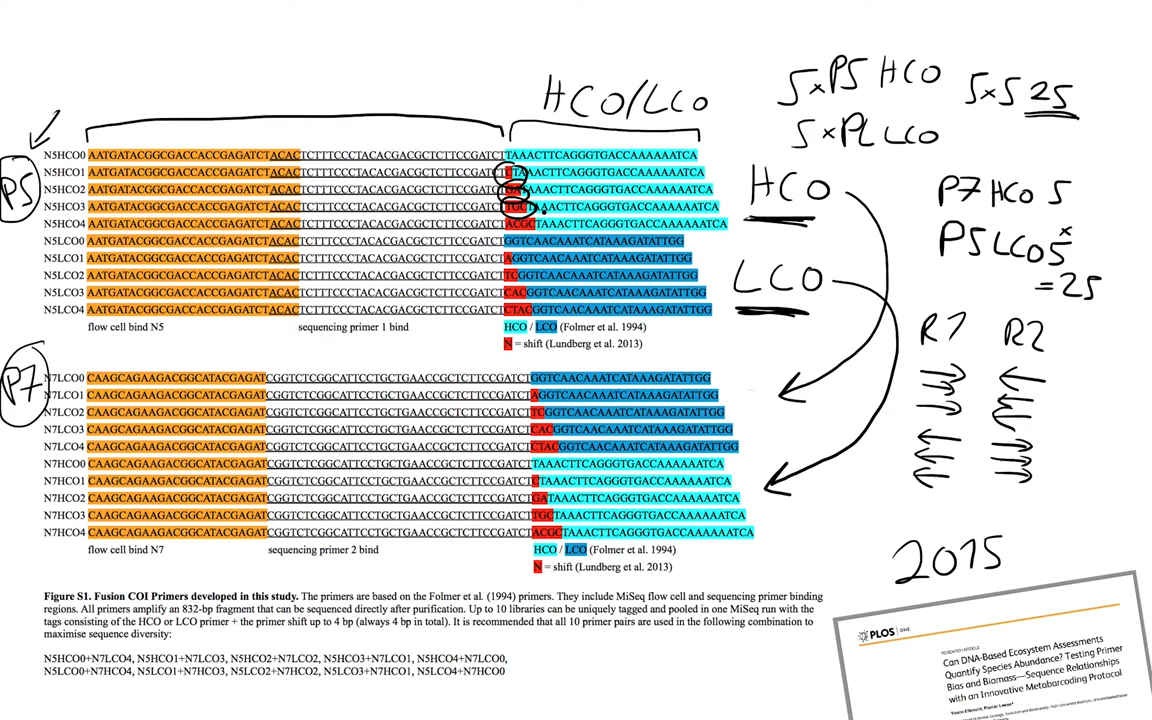 HCO/LCO
5xP5 HCO 5x5 25
5xPL LCO
P5
N5HCO0 AATGATACGGCGACCACCGAGATCTACACTCTTTCCCTACACGACGCTCTTCCGATCTTAAACTTCAGGGTGACCAAAAAATCA
N5HCO1 AATGATACGGCGACCACCGAGATCTACACTCTTTCCCTACACGACGCTCTTCCGATCTCTAAACTTCAGGGTGACCAAAAAATCA
N5HCO2 AATGATACGGCGACCACCGAGATCTACACTCTTTCCCTACACGACGCTCTTCCGATCTGATAAACTTCAGGGTGACCAAAAAATCA
N5HCO3 AATGATACGGCGACCACCGAGATCTACACTCTTTCCCTACACGACGCTCTTCCGATCTTGCTAAACTTCAGGGTGACCAAAAAATCA
N5HCO4 AATGATACGGCGACCACCGAGATCTACACTCTTTCCCTACACGACGCTCTTCCGATCTACGCTAAACTTCAGGGTGACCAAAAAATCA
N5LCO0 AATGATACGGCGACCACCGAGATCTACACTCTTTCCCTACACGACGCTCTTCCGATCTGGTCAACAAATCATAAAGATATTGG
N5LCO1 AATGATACGGCGACCACCGAGATCTACACTCTTTCCCTACACGACGCTCTTCCGATCTAGGTCAACAAATCATAAAGATATTGG
N5LCO2 AATGATACGGCGACCACCGAGATCTACACTCTTTCCCTACACGACGCTCTTCCGATCTTCGGTCAACAAATCATAAAGATATTGG
N5LCO3 AATGATACGGCGACCACCGAGATCTACACTCTTTCCCTACACGACGCTCTTCCGATCTCACGGTCAACAAATCATAAAGATATTGG
N5LCO4 AATGATACGGCGACCACCGAGATCTACACTCTTTCCCTACACGACGCTCTTCCGATCTCTACGGTCAACAAATCATAAAGATATTGG
flow cell bind N5 sequencing primer 1 bind HCO / LCO (Folmer et al. 1994)
N = shift (Lundberg et al. 2013)
HCO
LCO
P7 HCO 5
x
P5 LCO 5
=25
R1 R2
P7
N7LCO0 CAAGCAGAAGACGGCATACGAGATCGGTCTCGGCATTCCTGCTGAACCGCTCTTCCGATCTGGTCAACAAATCATAAAGATATTGG
N7LCO1 CAAGCAGAAGACGGCATACGAGATCGGTCTCGGCATTCCTGCTGAACCGCTCTTCCGATCTAGGTCAACAAATCATAAAGATATTGG
N7LCO2 CAAGCAGAAGACGGCATACGAGATCGGTCTCGGCATTCCTGCTGAACCGCTCTTCCGATCTTCGGTCAACAAATCATAAAGATATTGG
N7LCO3 CAAGCAGAAGACGGCATACGAGATCGGTCTCGGCATTCCTGCTGAACCGCTCTTCCGATCTCACGGTCAACAAATCATAAAGATATTGG
N7LCO4 CAAGCAGAAGACGGCATACGAGATCGGTCTCGGCATTCCTGCTGAACCGCTCTTCCGATCTCTACGGTCAACAAATCATAAAGATATTGG
N7HCO0 CAAGCAGAAGACGGCATACGAGATCGGTCTCGGCATTCCTGCTGAACCGCTCTTCCGATCTTAAACTTCAGGGTGACCAAAAAATCA
N7HCO1 CAAGCAGAAGACGGCATACGAGATCGGTCTCGGCATTCCTGCTGAACCGCTCTTCCGATCTCTAAACTTCAGGGTGACCAAAAAATCA
N7HCO2 CAAGCAGAAGACGGCATACGAGATCGGTCTCGGCATTCCTGCTGAACCGCTCTTCCGATCTGATAAACTTCAGGGTGACCAAAAAATCA
N7HCO3 CAAGCAGAAGACGGCATACGAGATCGGTCTCGGCATTCCTGCTGAACCGCTCTTCCGATCTTGCTAAACTTCAGGGTGACCAAAAAATCA
N7HCO4 CAAGCAGAAGACGGCATACGAGATCGGTCTCGGCATTCCTGCTGAACCGCTCTTCCGATCTACGCTAAACTTCAGGGTGACCAAAAAATCA
flow cell bind N7 sequencing primer 2 bind HCO / LCO (Folmer et al. 1994)
N = shift (Lundberg et al. 2013)
Figure S1. Fusion COI Primers developed in this study. The primers are based on the Folmer et al. (1994) primers. They include MiSeq flow cell and sequencing primer binding
regions. All primers amplify an 832-bp fragment that can be sequenced directly after purification. Up to 10 libraries can be uniquely tagged and pooled in one MiSeq run with the
tags consisting of the HCO or LCO primer + the primer shift up to 4 bp (always 4 bp in total). It is recommended that all 10 primer pairs are used in the following combination to
maximise sequence diversity:
N5HCO0+N7LCO4, N5HCO1+N7LCO3, N5HCO2+N7LCO2, N5HCO3+N7LCO1, N5HCO4+N7LCO0,
N5LCO0+N7HCO4, N5LCO1+N7HCO3, N5LCO2+N7HCO2, N5LCO3+N7HCO1, N5LCO4+N7HCO0
2015
PLOS ONE
RESEARCH ARTICLE
Can DNA-Based Ecosystem Assessments
Quantify Species Abundance? Testing Primer
Bias and Biomass—Sequence Relationships
with an Innovative Metabarcoding Protocol